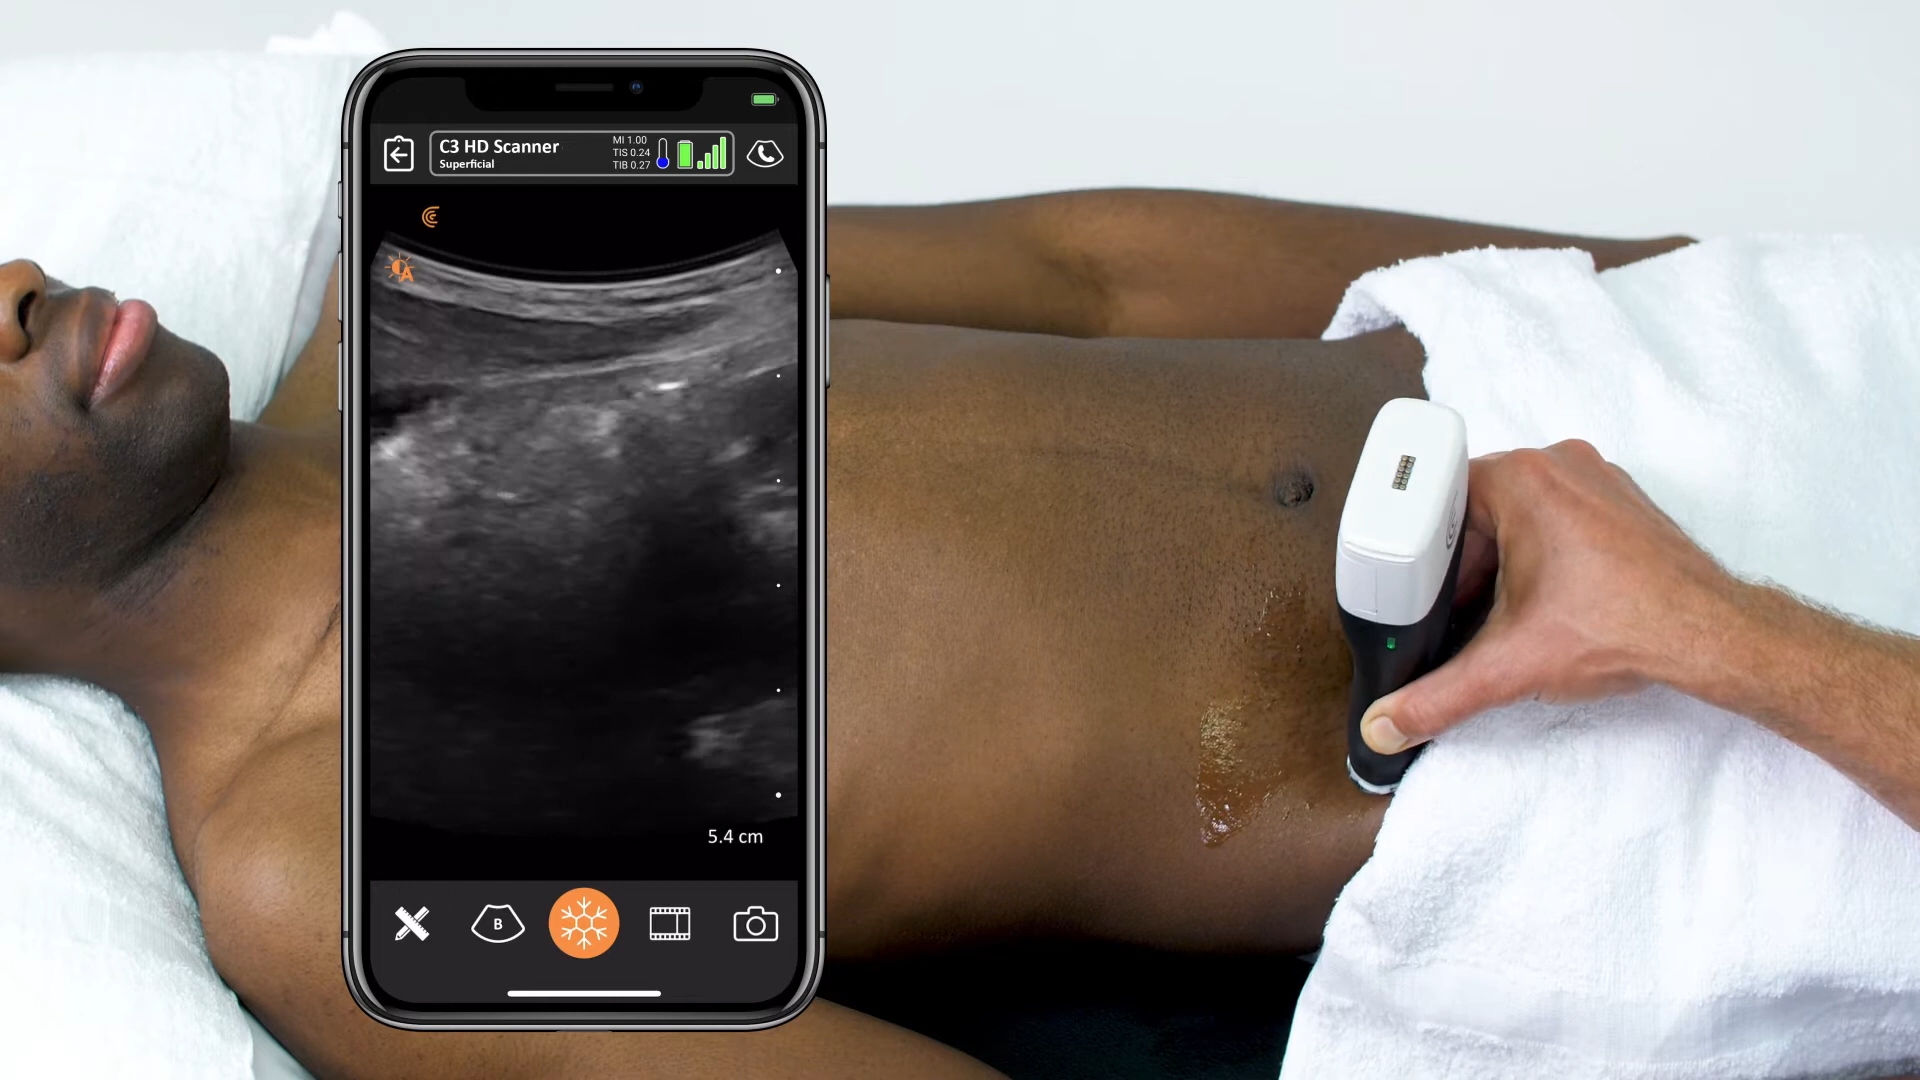 C3 HD Scanner
Superficial
MI 1.00
TIS 0.24
TIB 0.27
A
5.4 cm
B